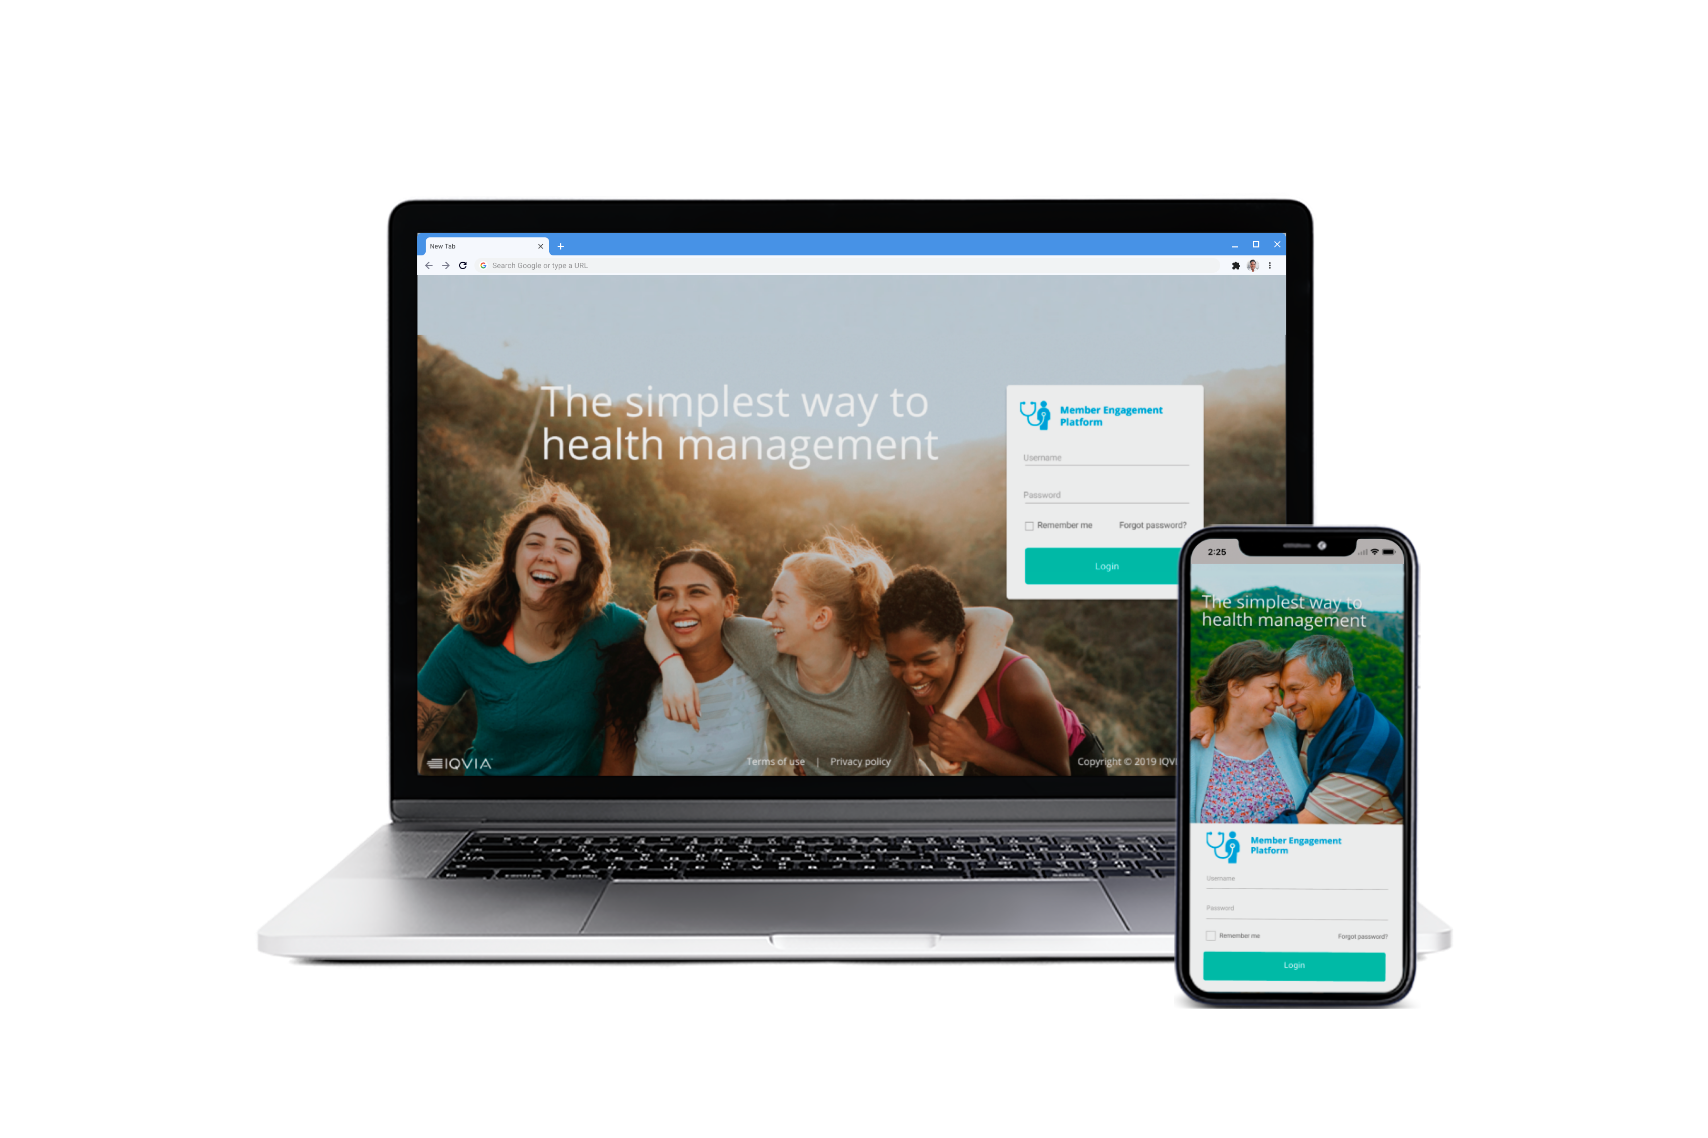 New Tab
Search Google or type a URL
The simplest way to
health management
Member Engagement
Platform
Username
Password
Remember me
Forgot password?
Login
IQVIA
Terms of use | Privacy policy
Copyright © 2019 IQVI
2:25
The simplest way to
health management
Member Engagement
Platform
Username
Password
Remember me
Forgot password?
Login